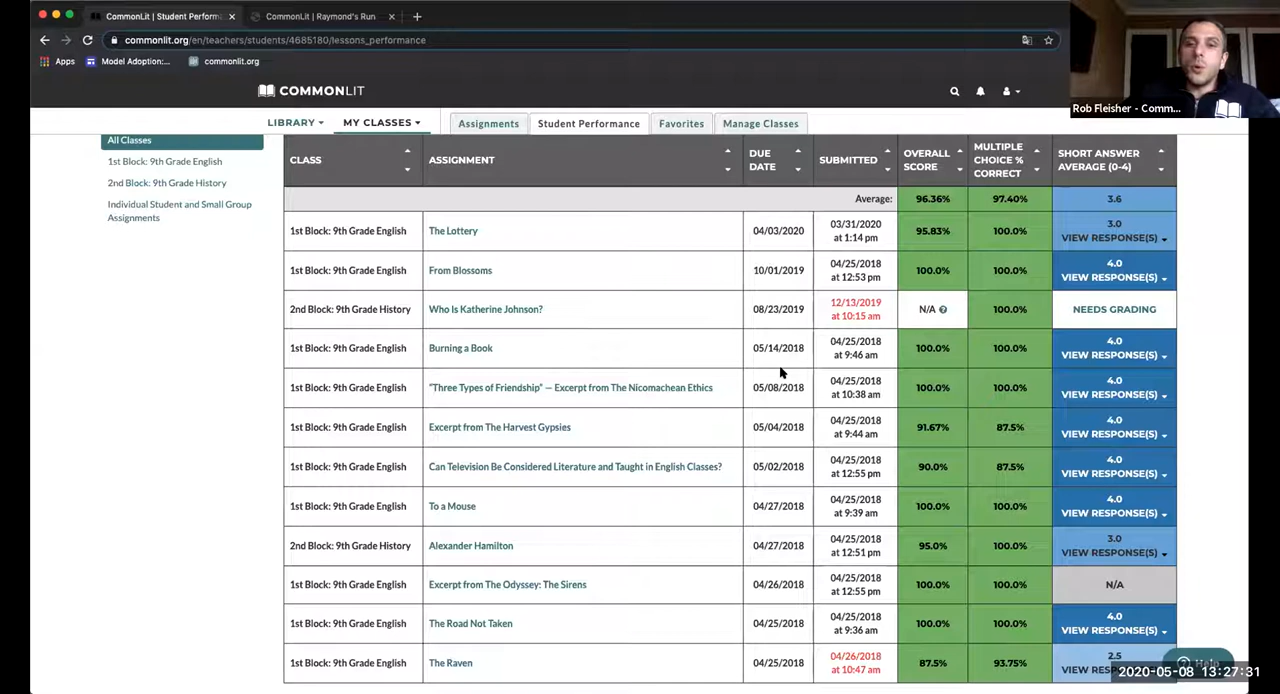 CommonLit | Student Perform
CommonLit | Raymond's Run
commonlit.org/en/teachers/students/4685180/lessons_performance
Apps
Model Adoption:...
commonlit.org
Rob Fleisher - Comm...
COMMONLIT
LIBRARY
MY CLASSES
Assignments
Student Performance
Favorites
Manage Classes
All Classes
1st Block: 9th Grade English
2nd Block: 9th Grade History
Individual Student and Small Group
Assignments
CLASS
ASSIGNMENT
DUE
DATE
SUBMITTED
OVERALL
SCORE
MULTIPLE
CHOICE %
CORRECT
SHORT ANSWER
AVERAGE (0-4)
Average: 96.36% 97.40% 3.6
1st Block: 9th Grade English The Lottery 04/03/2020 03/31/2020 95.83% 100.0% 3.0
at 1:14 pm VIEW RESPONSE(S)
1st Block: 9th Grade English From Blossoms 10/01/2019 04/25/2018 100.0% 100.0% 4.0
at 12:53 pm VIEW RESPONSE(S)
2nd Block: 9th Grade History Who Is Katherine Johnson? 08/23/2019 12/13/2019 N/A 100.0% NEEDS GRADING
at 10:15 am
1st Block: 9th Grade English Burning a Book 05/14/2018 04/25/2018 100.0% 100.0% 4.0
at 9:46 am VIEW RESPONSE(S)
1st Block: 9th Grade English "Three Types of Friendship" — Excerpt from The Nicomachean Ethics 05/08/2018 04/25/2018 100.0% 100.0% 4.0
at 10:38 am VIEW RESPONSE(S)
1st Block: 9th Grade English Excerpt from The Harvest Gypsies 05/04/2018 04/25/2018 91.67% 87.5% 4.0
at 9:44 am VIEW RESPONSE(S)
1st Block: 9th Grade English Can Television Be Considered Literature and Taught in English Classes? 05/02/2018 04/25/2018 90.0% 87.5% 4.0
at 12:55 pm VIEW RESPONSE(S)
1st Block: 9th Grade English To a Mouse 04/27/2018 04/25/2018 100.0% 100.0% 4.0
at 9:39 am VIEW RESPONSE(S)
2nd Block: 9th Grade History Alexander Hamilton 04/27/2018 04/25/2018 95.0% 100.0% 3.0
at 12:51 pm VIEW RESPONSE(S)
1st Block: 9th Grade English Excerpt from The Odyssey: The Sirens 04/26/2018 04/25/2018 100.0% 100.0% N/A
at 12:55 pm
1st Block: 9th Grade English The Road Not Taken 04/25/2018 04/25/2018 100.0% 100.0% 4.0
at 9:36 am VIEW RESPONSE(S)
1st Block: 9th Grade English The Raven 04/25/2018 04/26/2018 87.5% 93.75% 2.5
at 10:47 am VIEW
Help
2020-05-08 13:27:31